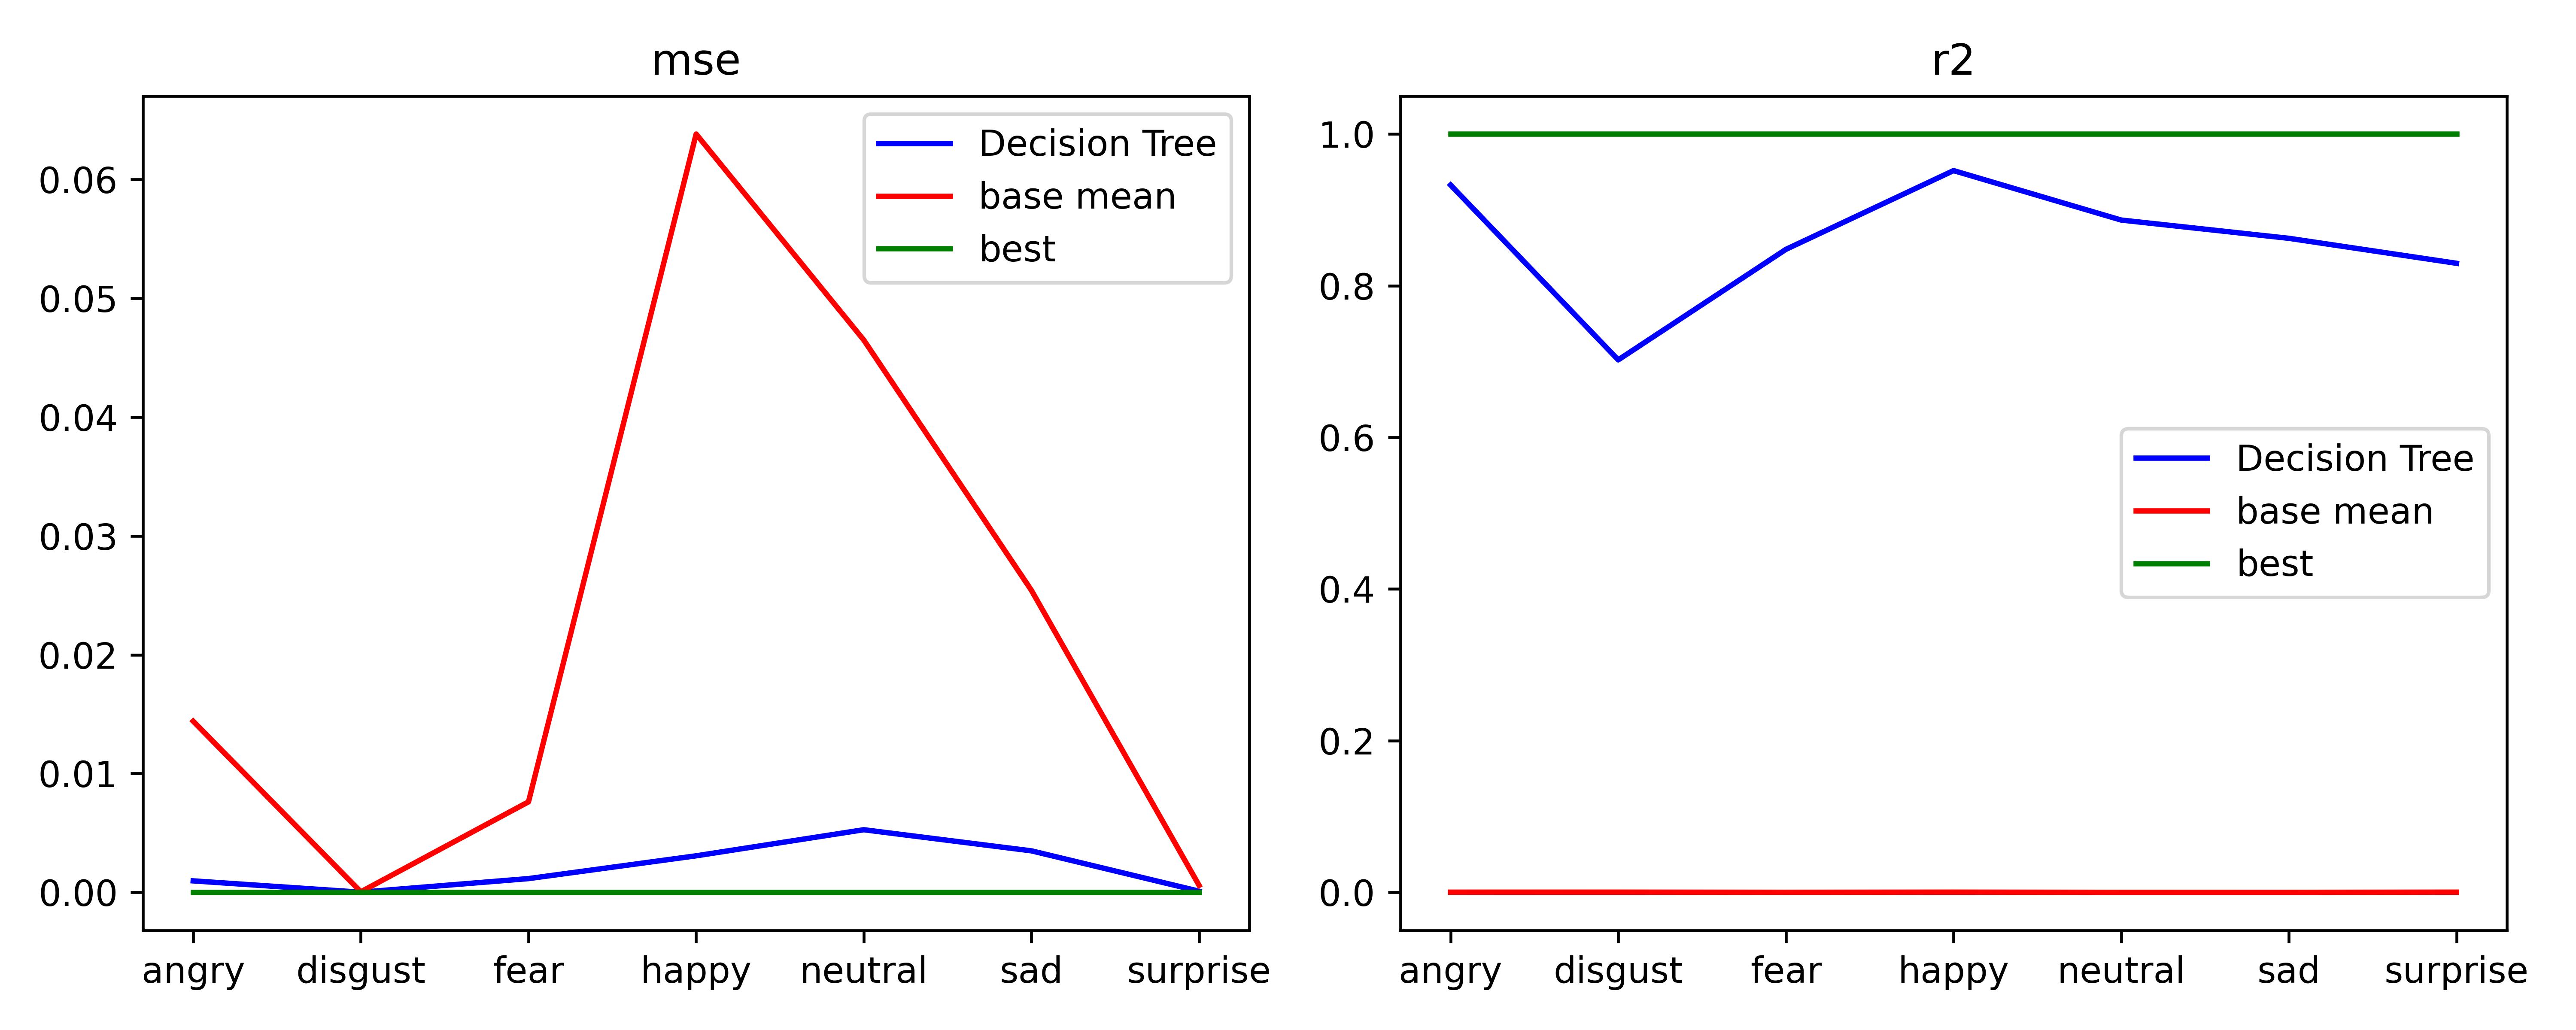 mse
0.06
0.05
0.04
0.03
0.02
0.01
0.00
Decision Tree
base mean
best
angry disgust fear happy neutral sad surprise
r2
1.0
0.8
0.6
0.4
0.2
0.0
Decision Tree
base mean
best
angry disgust fear happy neutral sad surprise